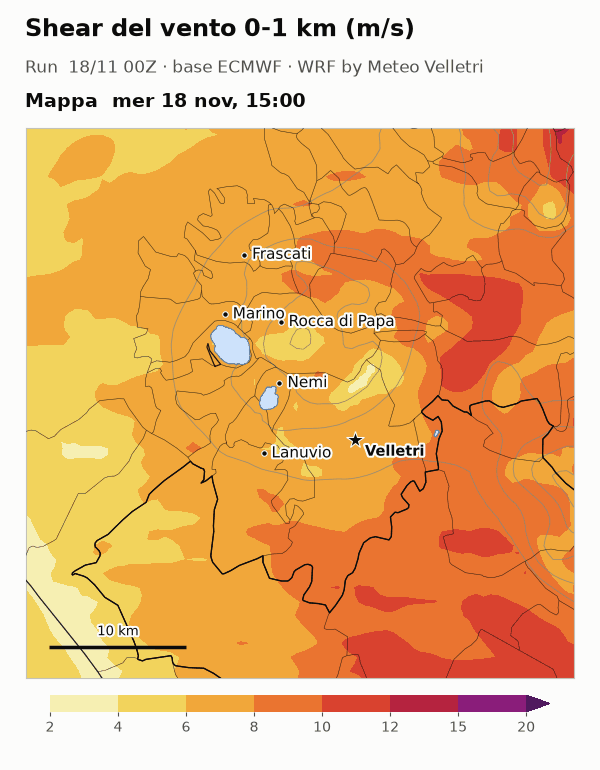 Shear del vento 0-1 km (m/s)
Run  18/11 00Z · base ECMWF · WRF by Meteo Velletri
Mappa  mer 18 nov, 15:00
Frascati
Marino
Rocca di Papa
Nemi
Velletri
Lanuvio
10 km
2 4 6 8 10 12 15 20